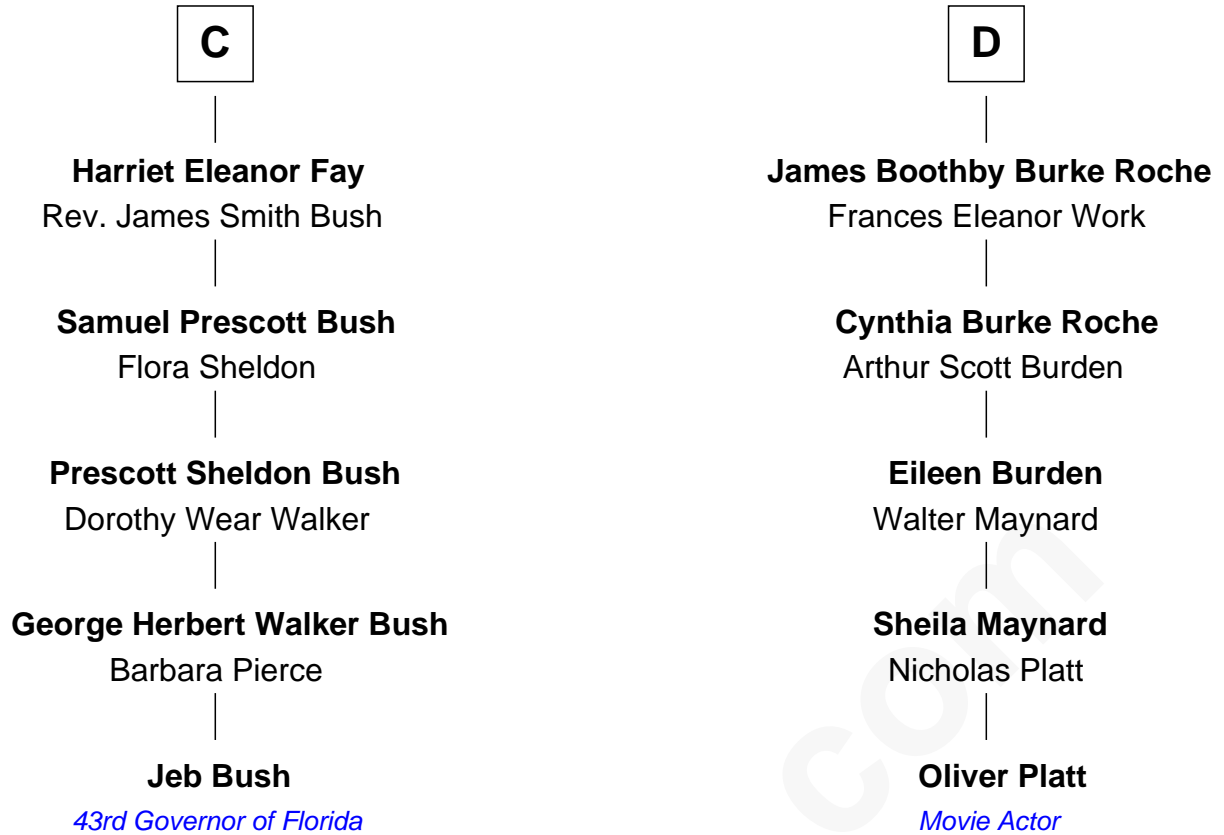 C
Harriet Eleanor Fay
Rev. James Smith Bush
Samuel Prescott Bush
Flora Sheldon
Prescott Sheldon Bush
Dorothy Wear Walker
George Herbert Walker Bush
Barbara Pierce
Jeb Bush
43rd Governor of Florida
D
James Boothby Burke Roche
Frances Eleanor Work
Cynthia Burke Roche
Arthur Scott Burden
Eileen Burden
Walter Maynard
Sheila Maynard
Nicholas Platt
Oliver Platt
Movie Actor
com